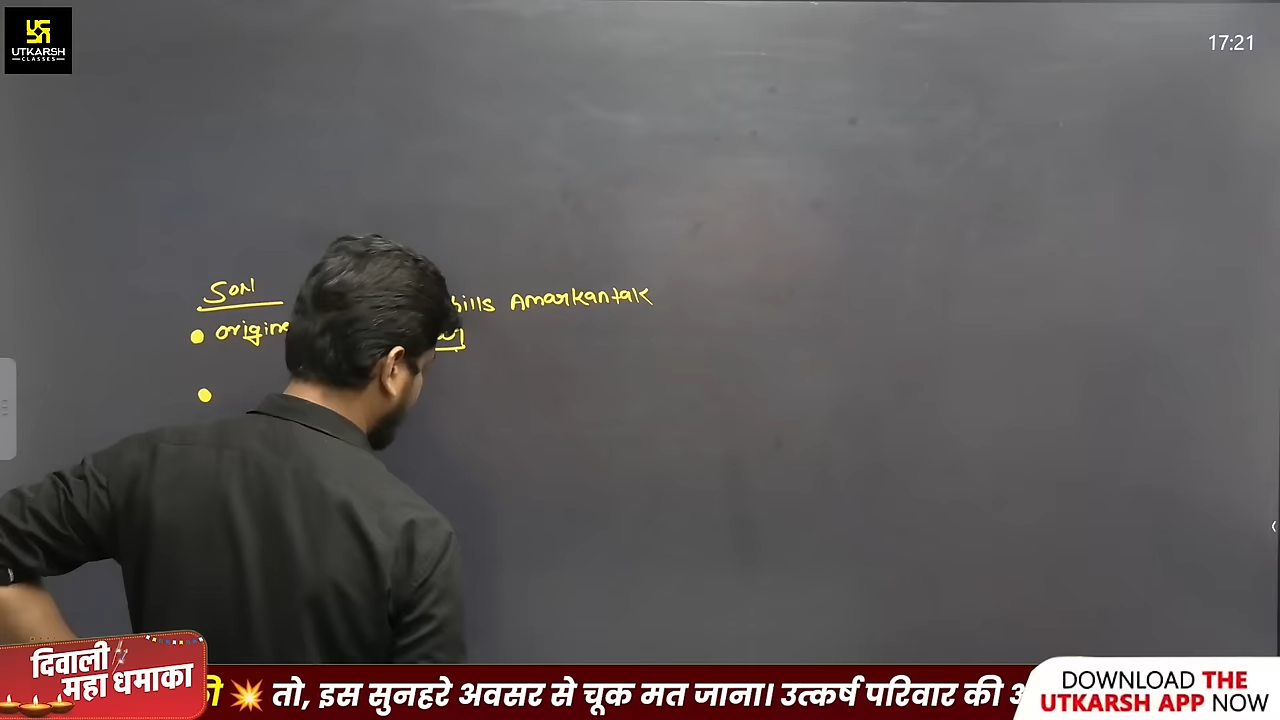 UTKARSH
CLASSES
17:21
SON
hills Amarkantak
origine
दिवाली
महा धमाका
तो, इस सुनहरे अवसर से चूक मत जाना। उत्कर्ष परिवार की
DOWNLOAD THE
UTKARSH APP NOW